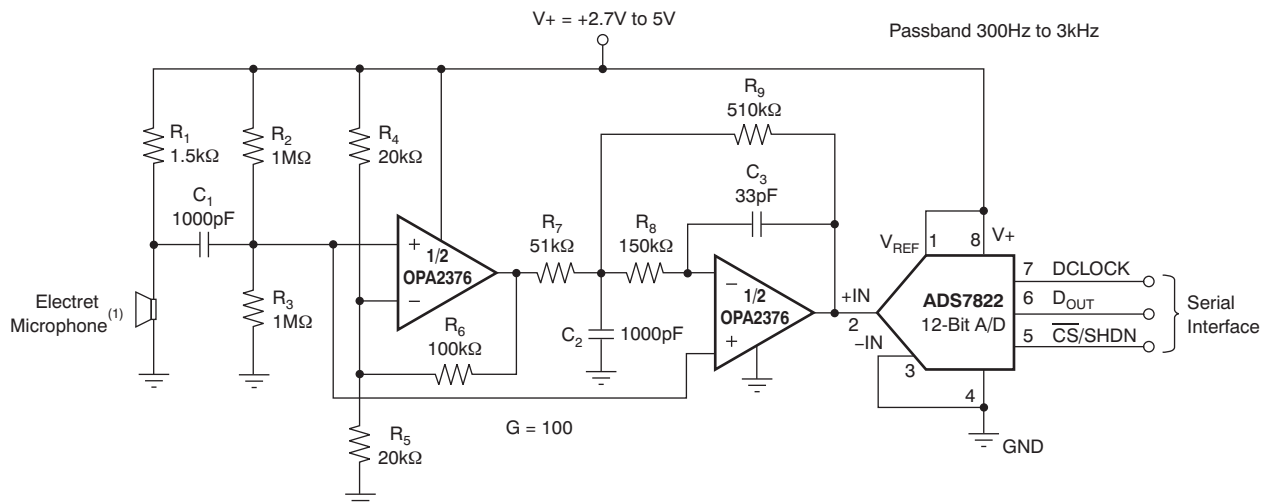 V+ = +2.7V to 5V
Passband 300Hz to 3kHz
R1
1.5kΩ
R2
1MΩ
R4
20kΩ
R9
510kΩ
C3
33pF
C1
1000pF
R7
51kΩ
R8
150kΩ
VREF
1
8
V+
+
1/2
OPA2376
−
−
1/2
OPA2376
+
+IN
2
−IN
3
ADS7822
12-Bit A/D
7
DCLOCK
6
DOUT
5
CS/SHDN
Serial
Interface
4
GND
Electret
Microphone(1)
R3
1MΩ
R6
100kΩ
C2
1000pF
G = 100
R5
20kΩ